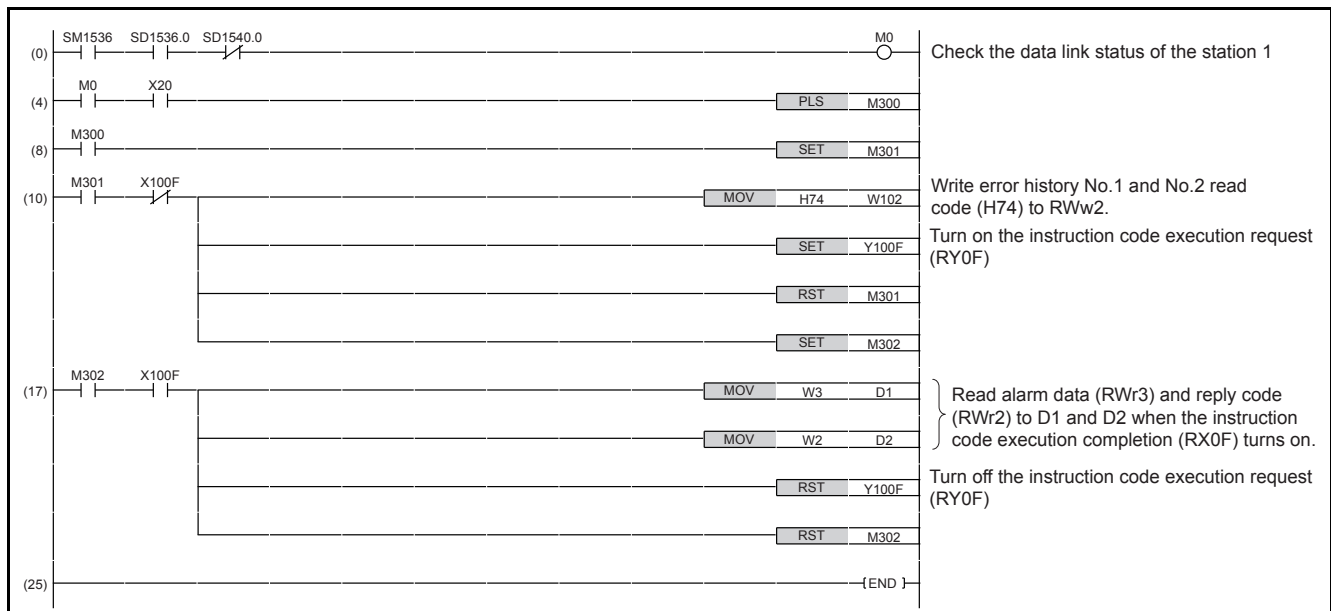 SM1536 SD1536.0 SD1540.0 M0
(0) Check the data link status of the station 1
M0 X20
(4) PLS M300
M300
(8) SET M301
M301 X100F
(10) MOV H74 W102
Write error history No.1 and No.2 read
code (H74) to RWw2.
SET Y100F
Turn on the instruction code execution request
(RY0F)
RST M301
SET M302
M302 X100F
(17) MOV W3 D1
MOV W2 D2
Read alarm data (RWr3) and reply code
(RWr2) to D1 and D2 when the instruction
code execution completion (RX0F) turns on.
RST Y100F
Turn off the instruction code execution request
(RY0F)
RST M302
(25) END